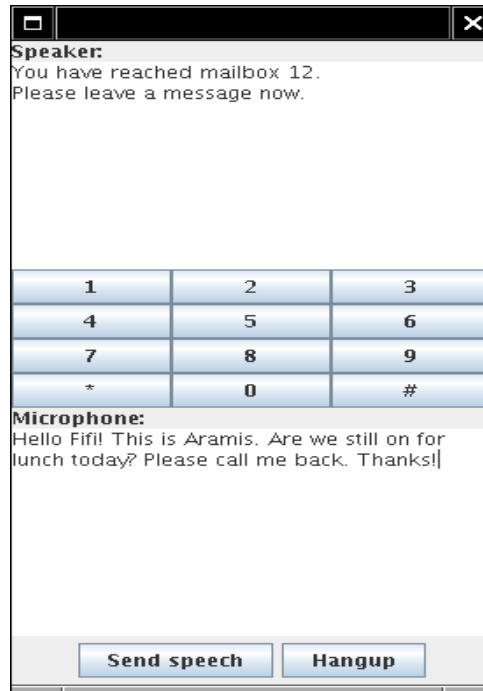 Speaker:
You have reached mailbox 12.
Please leave a message now.
1 2 3
4 5 6
7 8 9
* 0 #
Microphone:
Hello Fifi! This is Aramis. Are we still on for
lunch today? Please call me back. Thanks!
Send speech Hangup